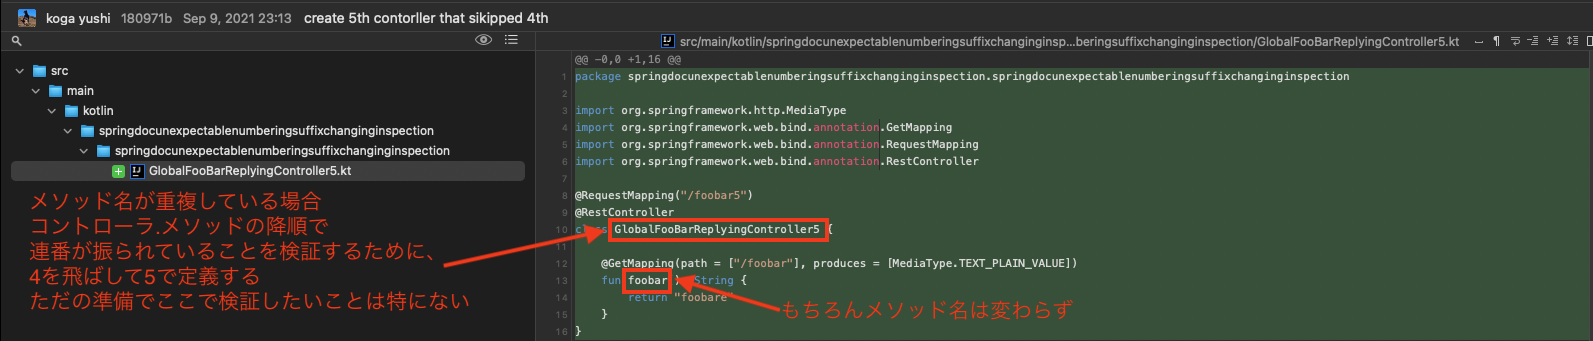 koga yushi 180971b Sep 9, 2021 23:13 create 5th contorller that sikipped 4th
src/main/kotlin/springdocunexpectablenumberingsuffixchanginginsp...beringsuffixchanginginspection/GlobalFooBarReplyingController5.kt
src
main
kotlin
springdocunexpectablenumberingsuffixchanginginspection
springdocunexpectablenumberingsuffixchanginginspection
GlobalFooBarReplyingController5.kt
メソッド名が重複している場合
コントローラ.メソッドの降順で
連番が振られていることを検証するために、
4を飛ばして5で定義する
ただの準備でここで検証したいことは特にない
@@ -0,0 +1,16 @@
1 package springdocunexpectablenumberingsuffixchanginginspection.springdocunexpectablenumberingsuffixchanginginspection
2
3 import org.springframework.http.MediaType
4 import org.springframework.web.bind.annotation.GetMapping
5 import org.springframework.web.bind.annotation.RequestMapping
6 import org.springframework.web.bind.annotation.RestController
7
8 @RequestMapping("/foobar5")
9 @RestController
10 class GlobalFooBarReplyingController5 {
11
12 @GetMapping(path = ["/foobar"], produces = [MediaType.TEXT_PLAIN_VALUE])
13 fun foobar ) String {
14 return "foobare"
15 }
16 }
もちろんメソッド名は変わらず